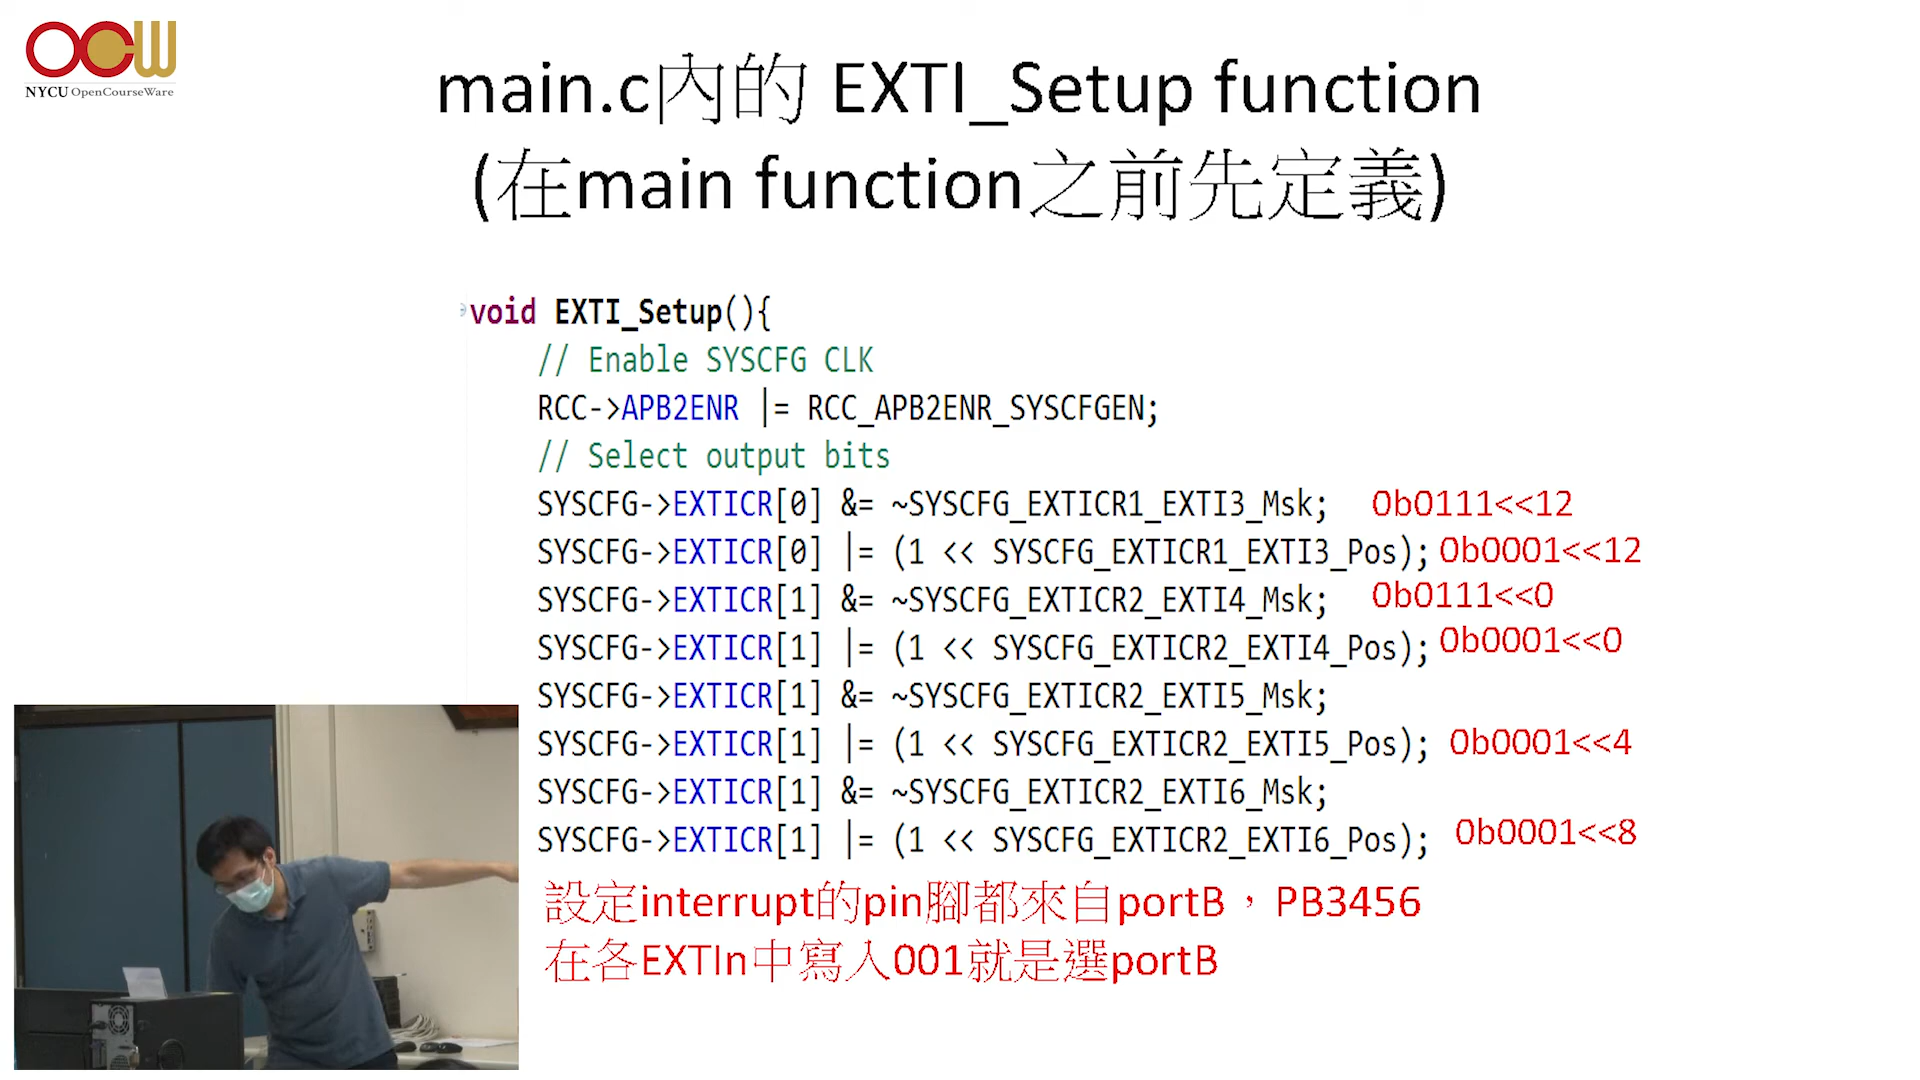 OCW
NYCU OpenCourseWare
main.c內的 EXTI_Setup function
(在main function之前先定義)
void EXTI_Setup(){
// Enable SYSCFG CLK
RCC->APB2ENR |= RCC_APB2ENR_SYSCFGEN;
// Select output bits
SYSCFG->EXTICR[0] &= ~SYSCFG_EXTICR1_EXTI3_Msk; 0b0111<<12
SYSCFG->EXTICR[0] |= (1 << SYSCFG_EXTICR1_EXTI3_Pos); 0b0001<<12
SYSCFG->EXTICR[1] &= ~SYSCFG_EXTICR2_EXTI4_Msk; 0b0111<<0
SYSCFG->EXTICR[1] |= (1 << SYSCFG_EXTICR2_EXTI4_Pos); 0b0001<<0
SYSCFG->EXTICR[1] &= ~SYSCFG_EXTICR2_EXTI5_Msk;
SYSCFG->EXTICR[1] |= (1 << SYSCFG_EXTICR2_EXTI5_Pos); 0b0001<<4
SYSCFG->EXTICR[1] &= ~SYSCFG_EXTICR2_EXTI6_Msk;
SYSCFG->EXTICR[1] |= (1 << SYSCFG_EXTICR2_EXTI6_Pos); 0b0001<<8
設定interrupt的pin腳都來自portB，PB3456
在各EXTIn中寫入001就是選portB